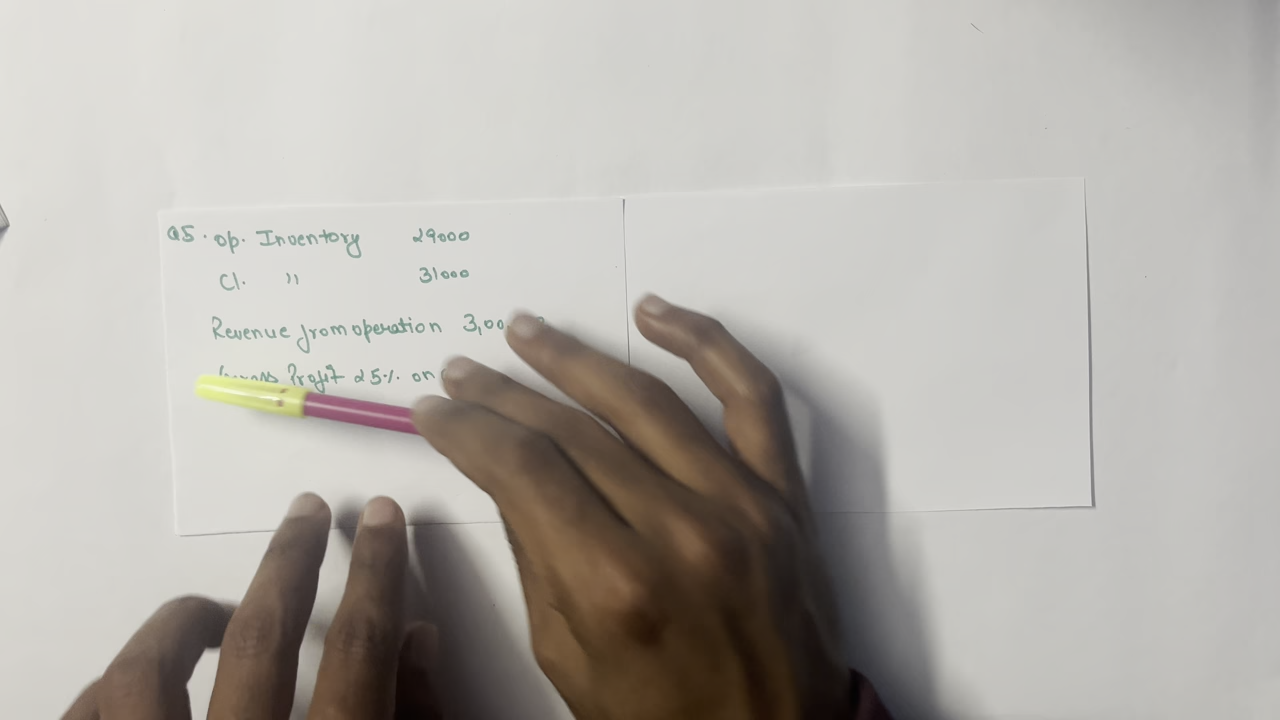 Q5. op. Inventory 29000
Cl. " 31000
Revenue from operation
Profit 25% on